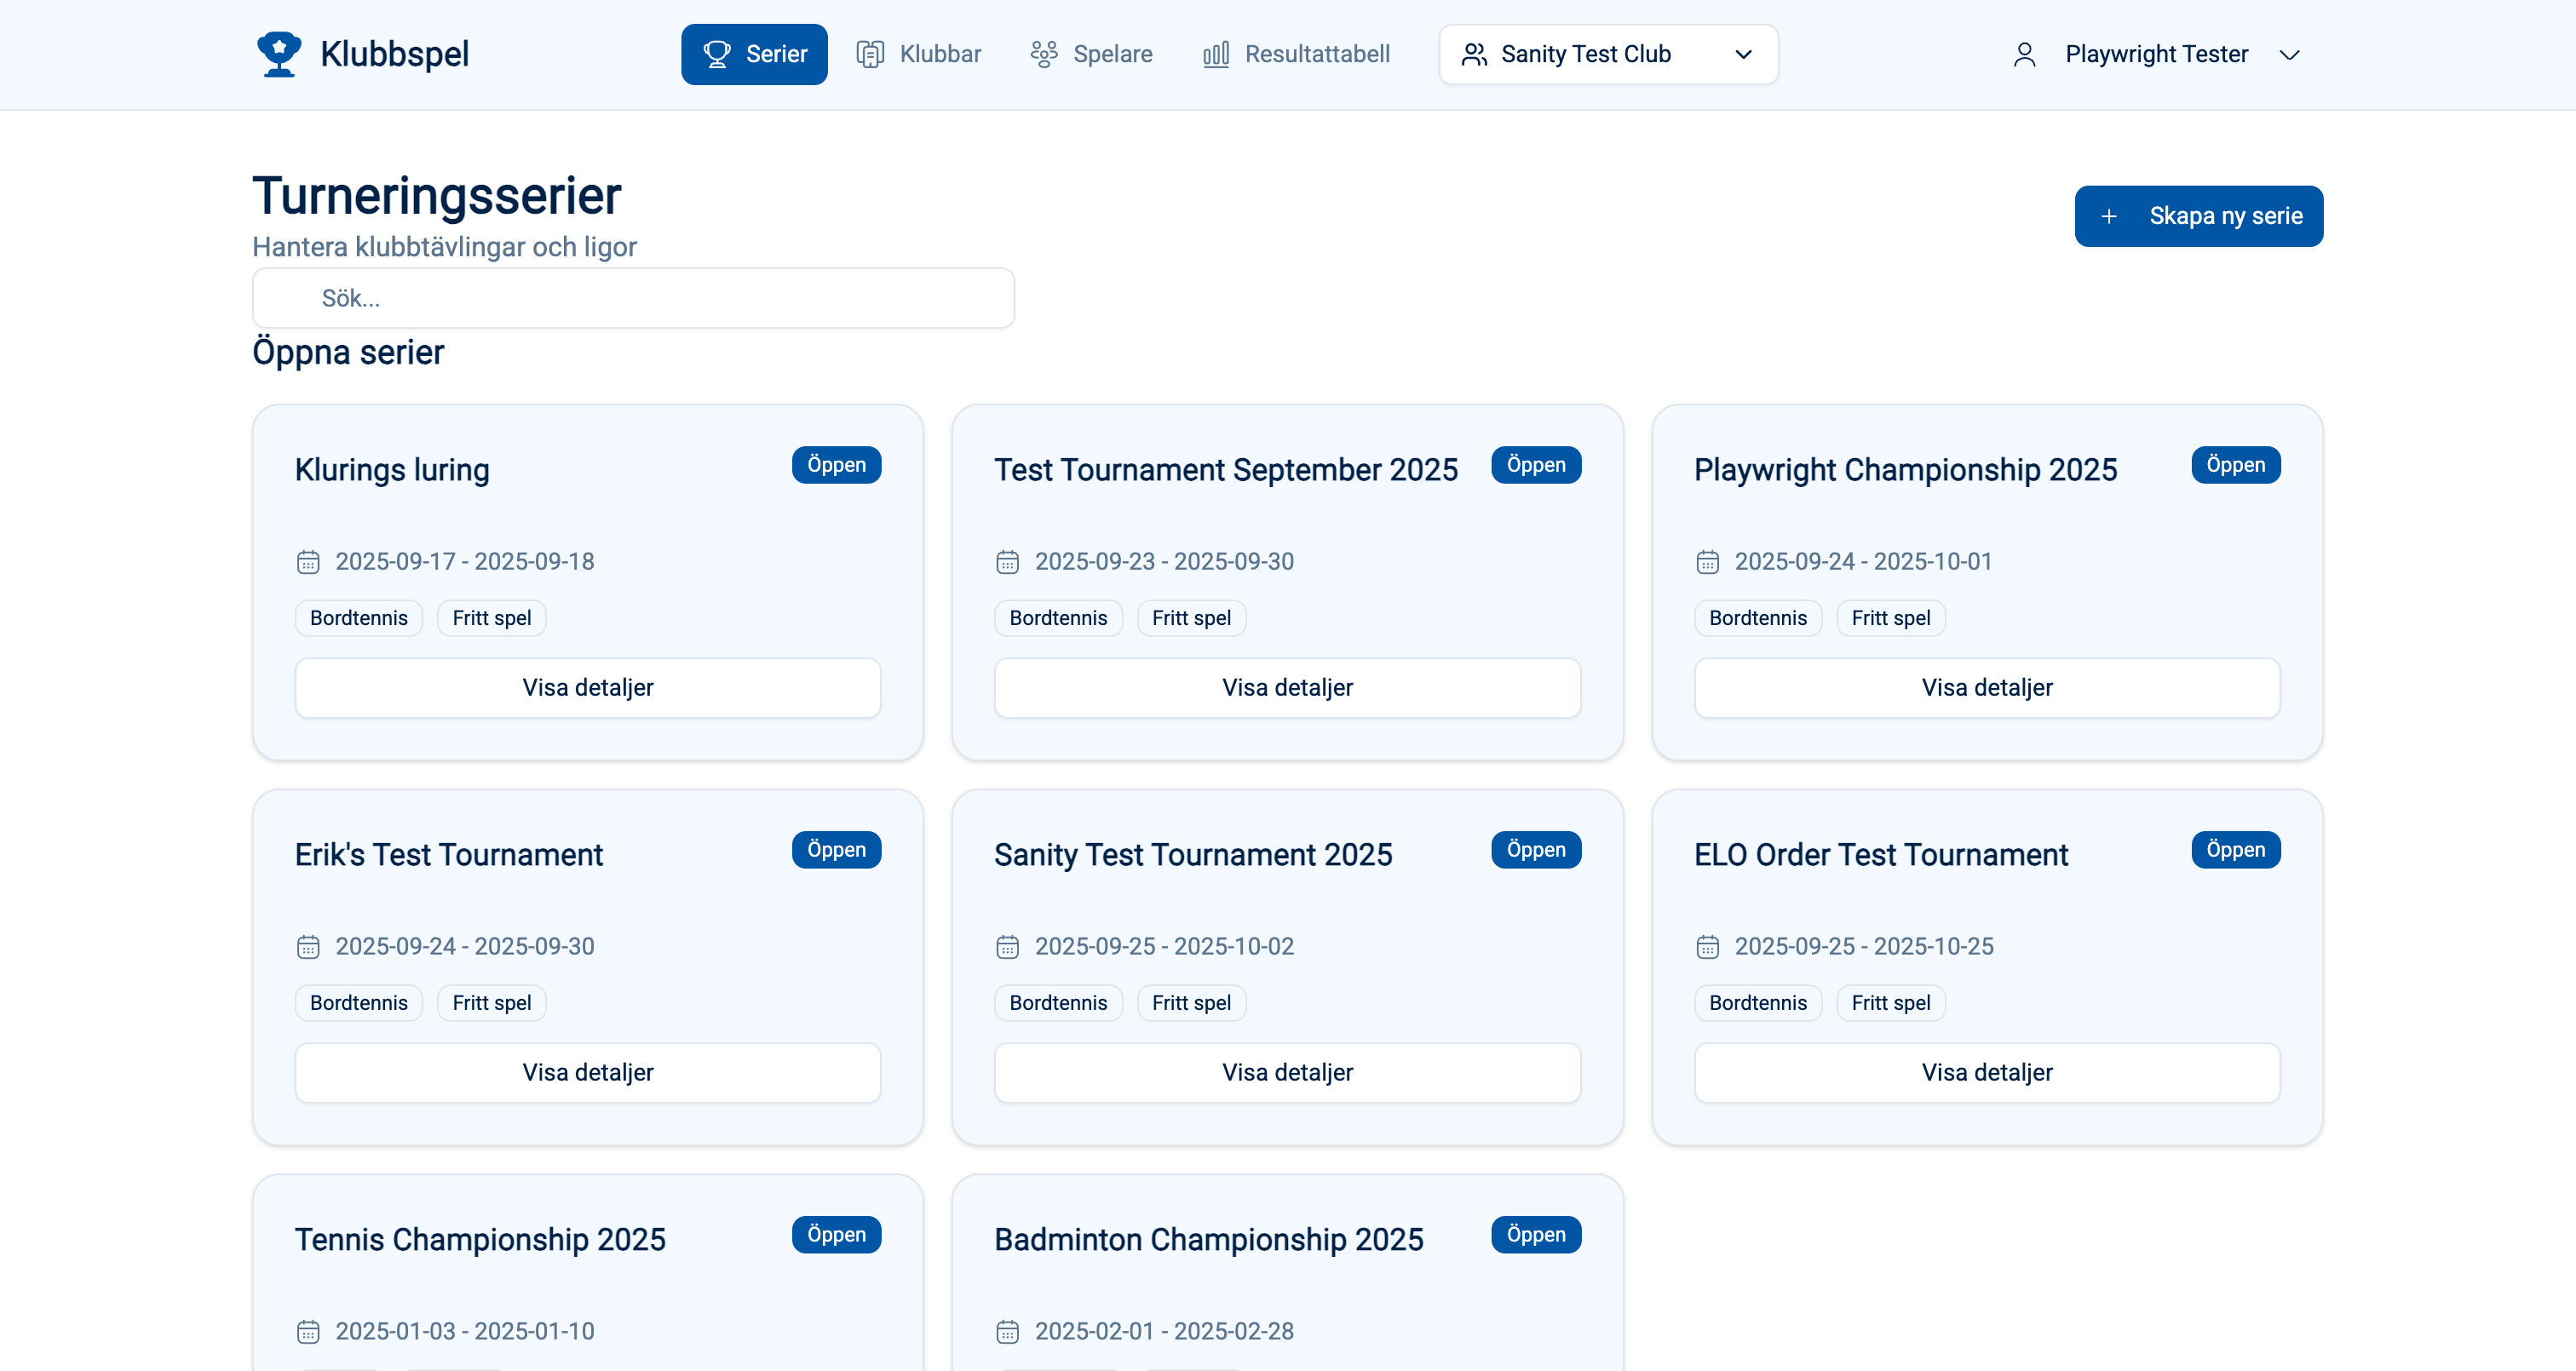 Klubbspel
Serier
Klubbar
Spelare
Resultattabell
Sanity Test Club
Playwright Tester
Turneringsserier
Hantera klubbtävlingar och ligor
Skapa ny serie
Sök...
Öppna serier
Klurings luring
Öppen
2025-09-17 - 2025-09-18
Bordtennis
Fritt spel
Visa detaljer
Test Tournament September 2025
Öppen
2025-09-23 - 2025-09-30
Bordtennis
Fritt spel
Visa detaljer
Playwright Championship 2025
Öppen
2025-09-24 - 2025-10-01
Bordtennis
Fritt spel
Visa detaljer
Erik's Test Tournament
Öppen
2025-09-24 - 2025-09-30
Bordtennis
Fritt spel
Visa detaljer
Sanity Test Tournament 2025
Öppen
2025-09-25 - 2025-10-02
Bordtennis
Fritt spel
Visa detaljer
ELO Order Test Tournament
Öppen
2025-09-25 - 2025-10-25
Bordtennis
Fritt spel
Visa detaljer
Tennis Championship 2025
Öppen
2025-01-03 - 2025-01-10
Badminton Championship 2025
Öppen
2025-02-01 - 2025-02-28